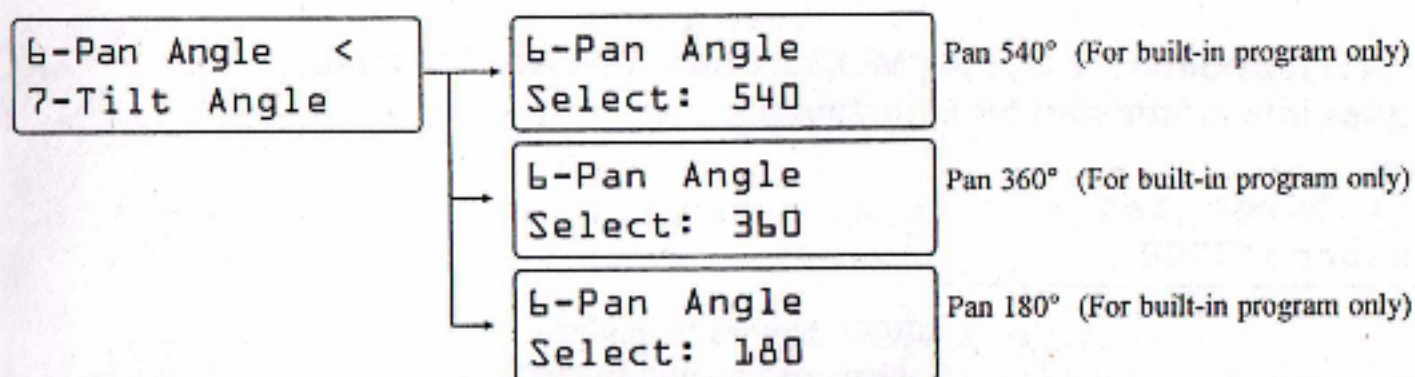 6-Pan Angle <
7-Tilt Angle
6-Pan Angle
Select: 540
Pan 540° (For built-in program only)
6-Pan Angle
Select: 360
Pan 360° (For built-in program only)
6-Pan Angle
Select: 180
Pan 180° (For built-in program only)